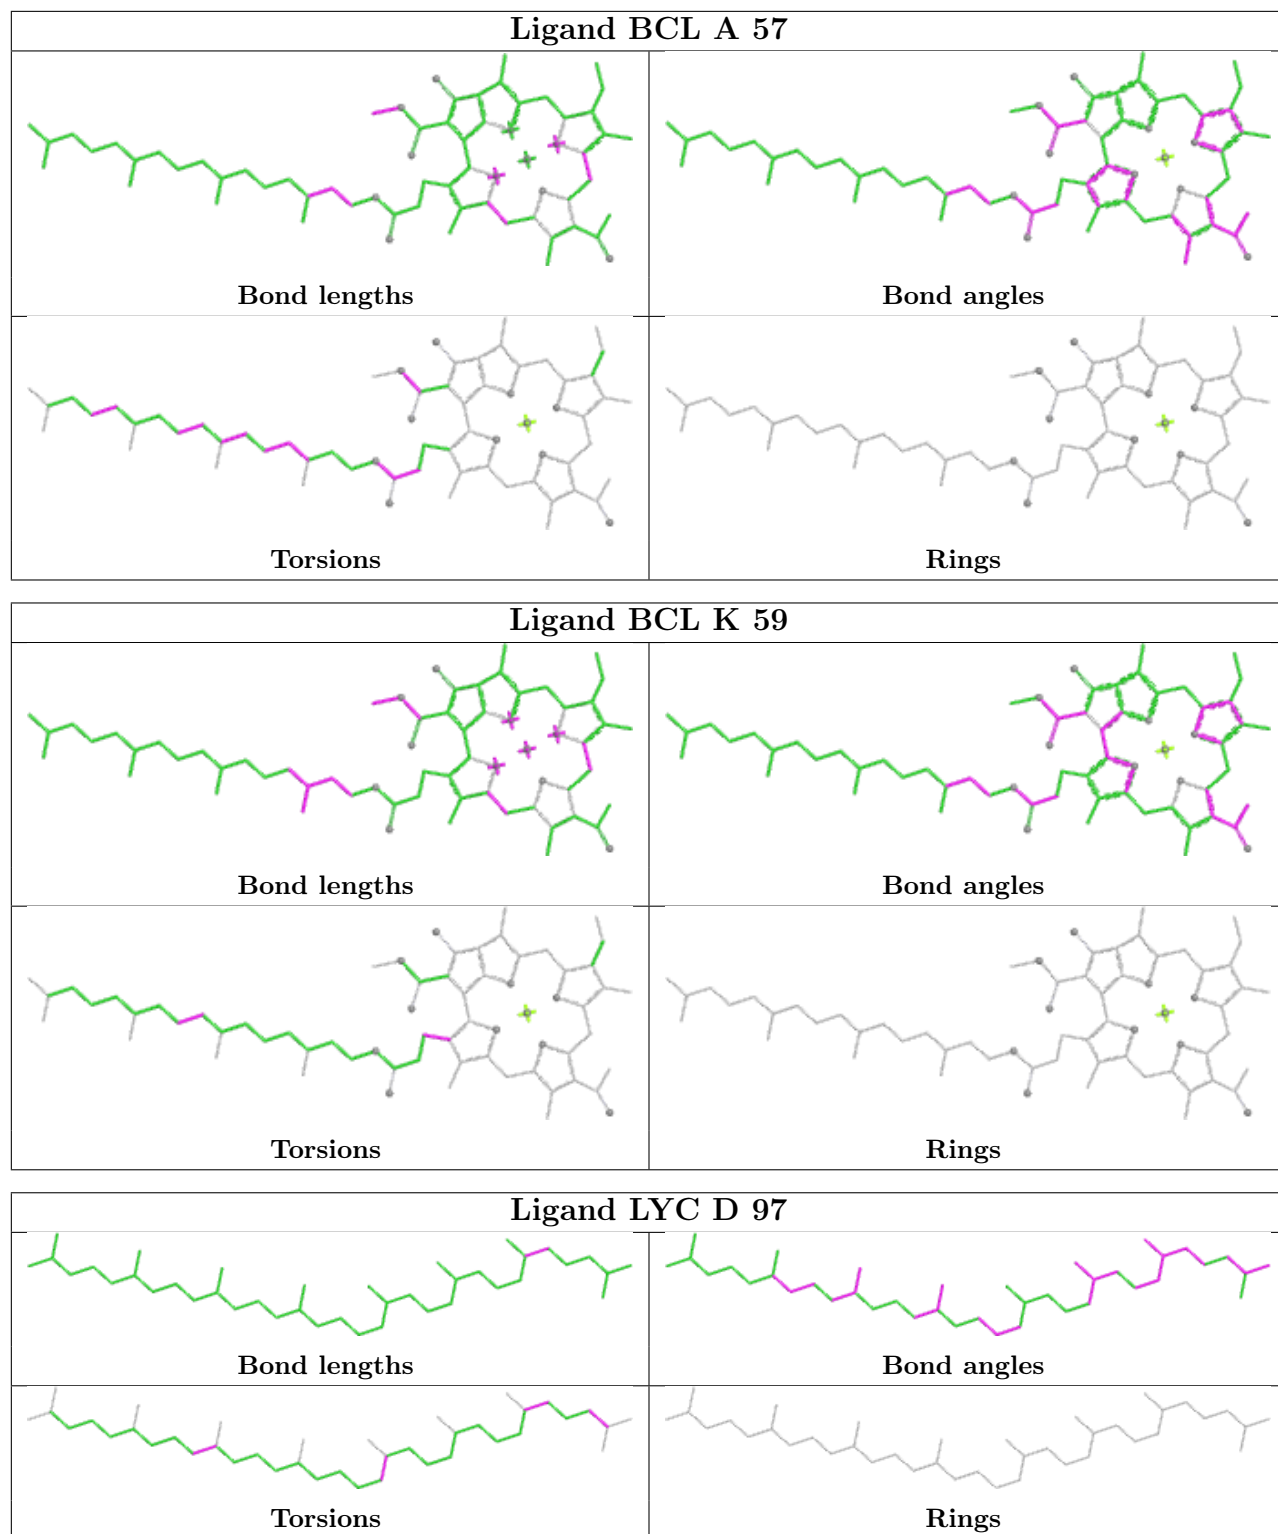 Ligand BCL A 57
Bond lengths
Bond angles
Torsions
Rings
Ligand BCL K 59
Bond lengths
Bond angles
Torsions
Rings
Ligand LYC D 97
Bond lengths
Bond angles
Torsions
Rings